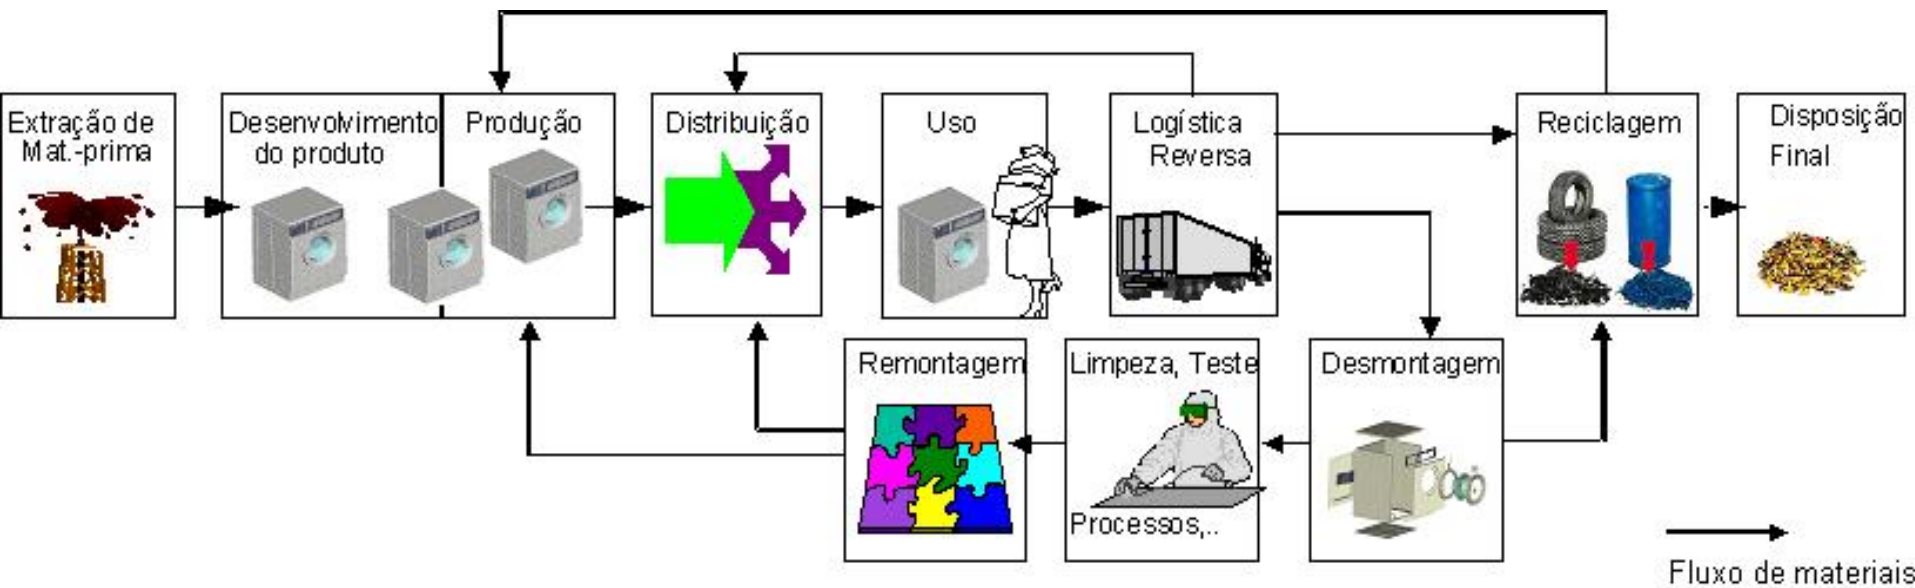 Extração de
Mat.-prima
Desenvolvimento
do produto
Produção
Distribuição
Uso
Logística
Reversa
Reciclagem
Disposição
Final
Remontagem
Limpeza, Teste
Processos,..
Desmontagem
Fluxo de materiais